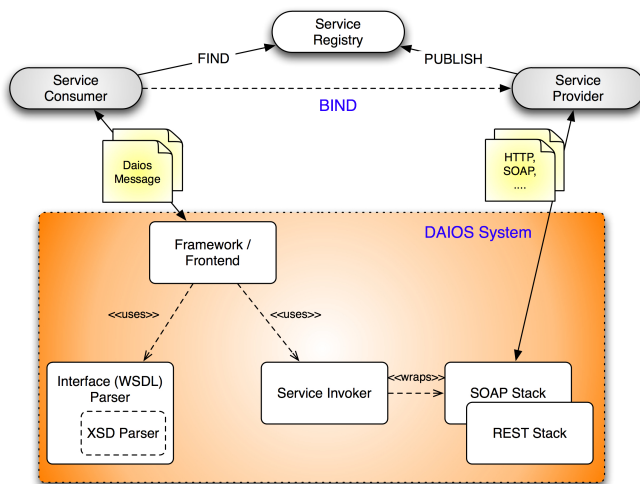 Service
Registry
FIND
PUBLISH
Service
Consumer
Service
Provider
BIND
Daios
Message
HTTP,
SOAP,
....
DAIOS System
Framework /
Frontend
<<uses>>
<<uses>>
Interface (WSDL)
Parser
XSD Parser
Service Invoker
<<wraps>>
SOAP Stack
REST Stack